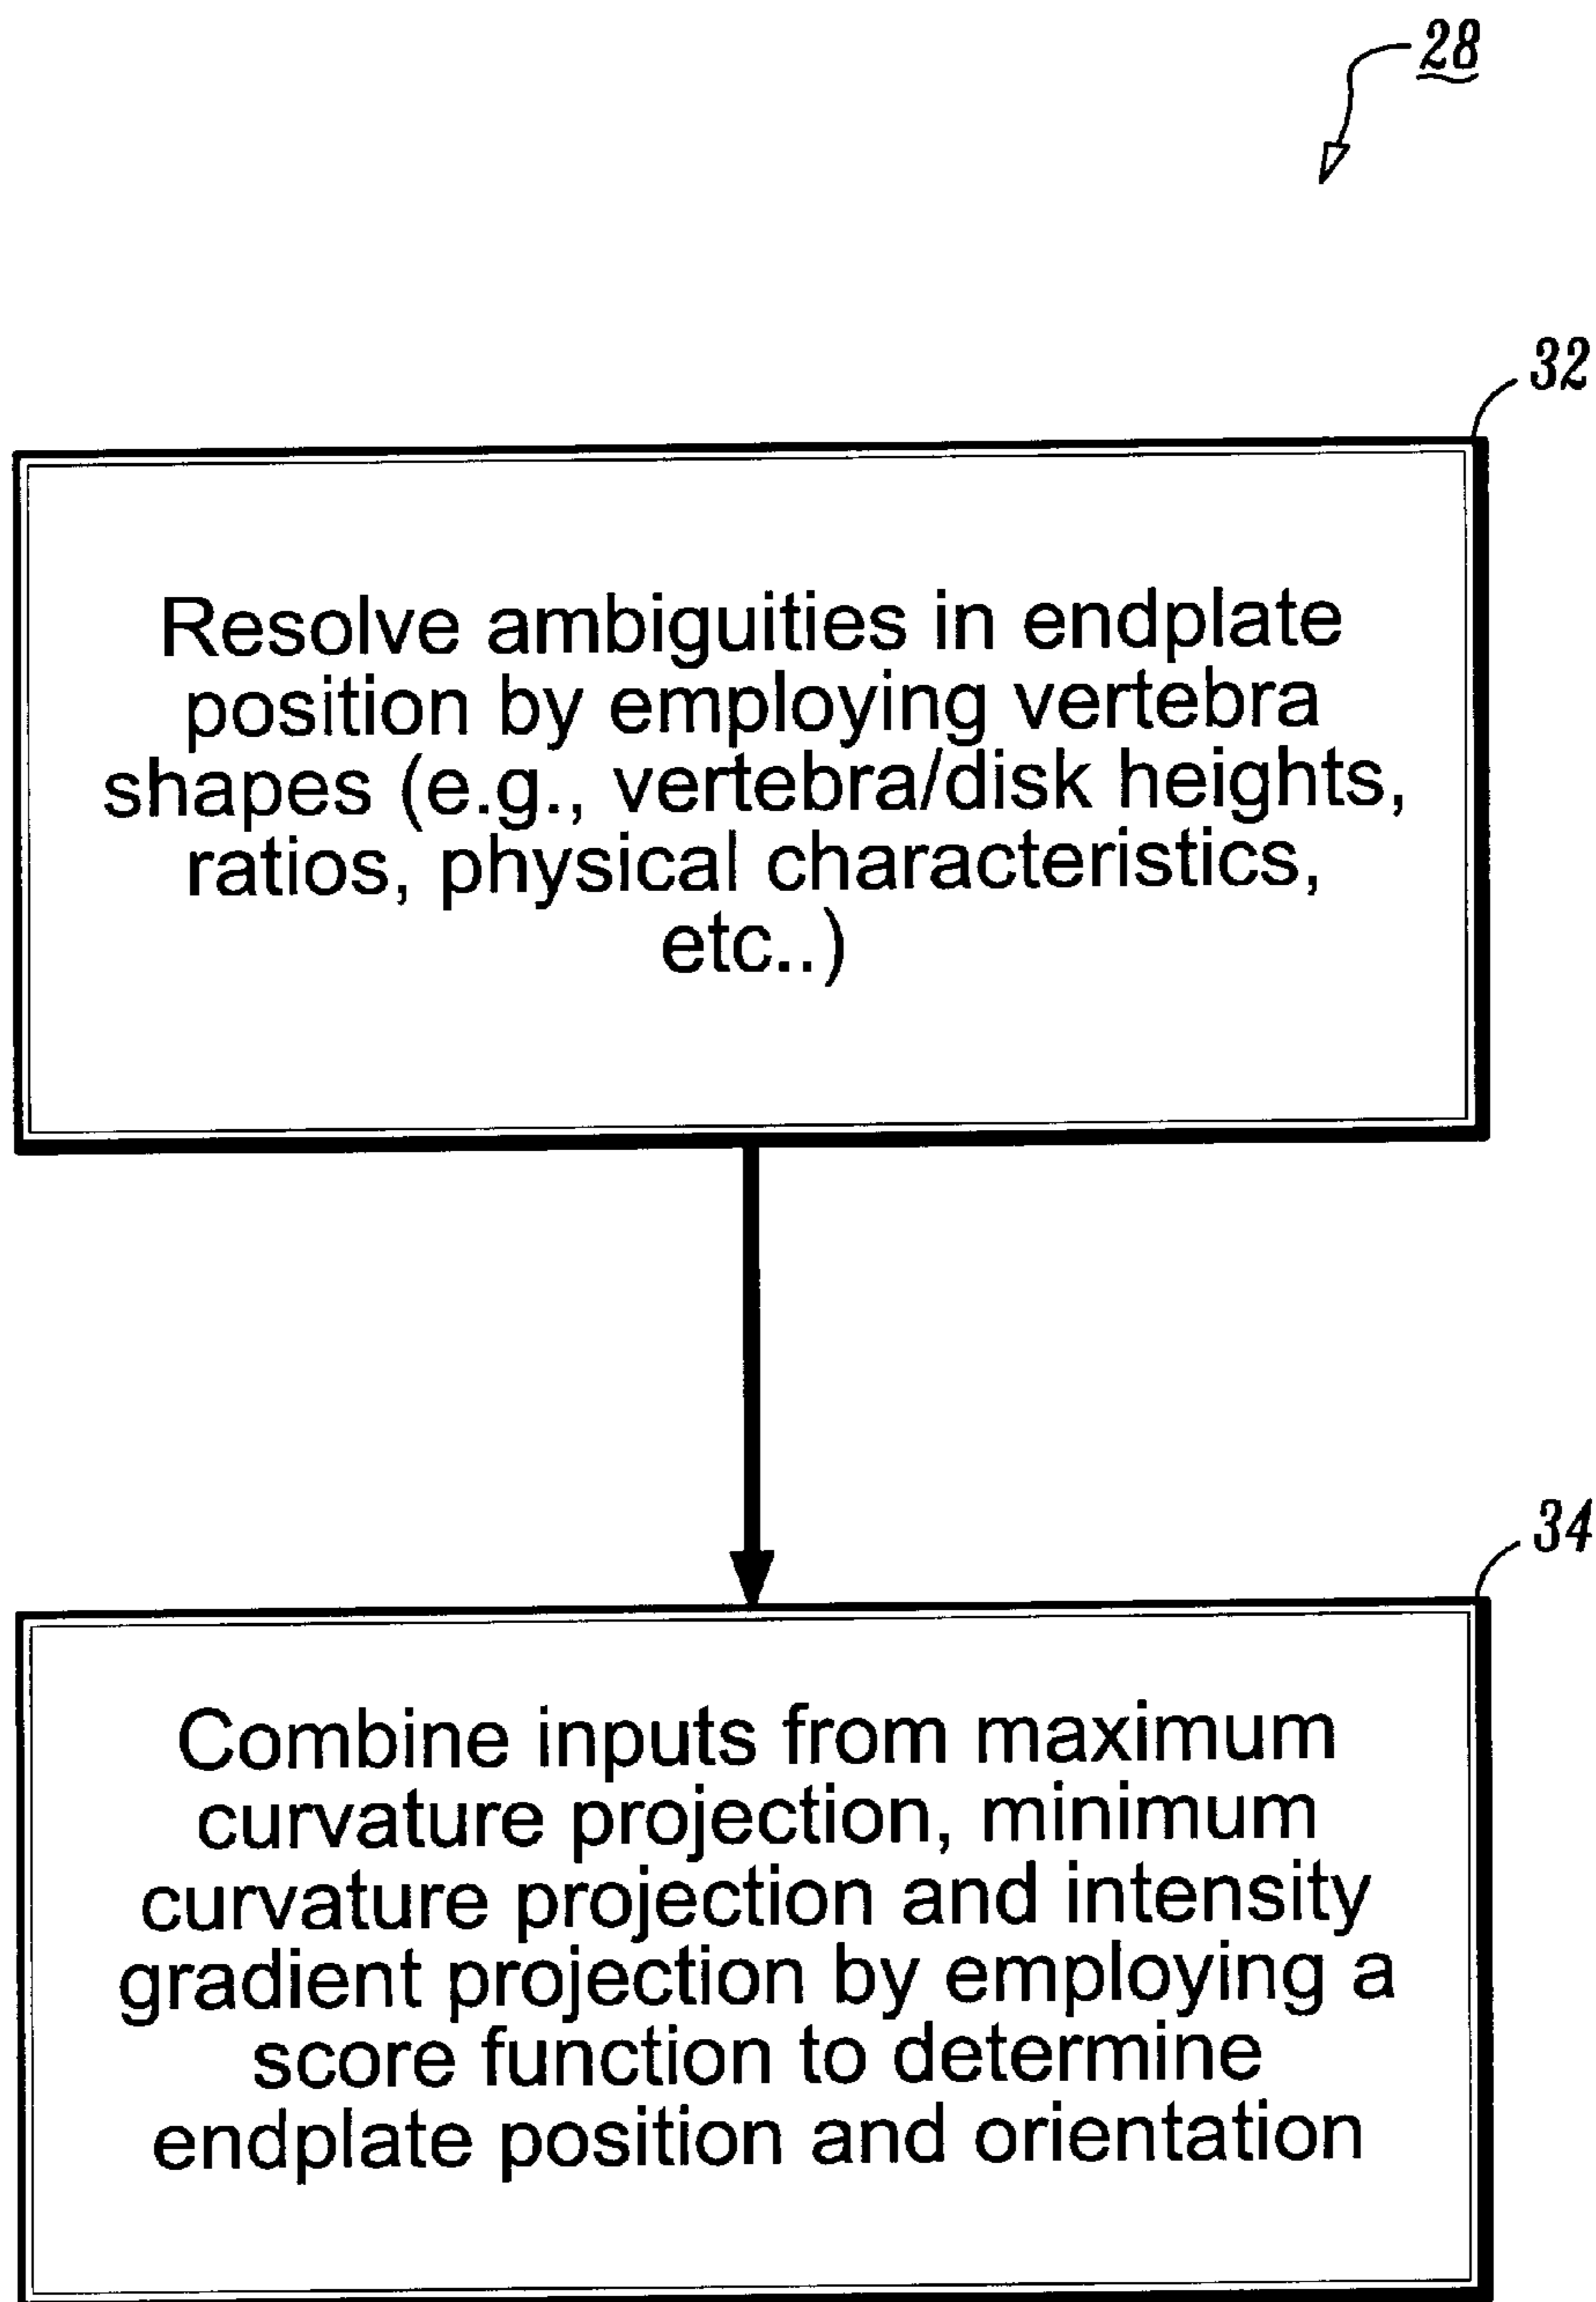 28
32
Resolve ambiguities in endplate
position by employing vertebra
shapes (e.g., vertebra/disk heights,
ratios, physical characteristics,
etc..)
34
Combine inputs from maximum
curvature projection, minimum
curvature projection and intensity
gradient projection by employing a
score function to determine
endplate position and orientation